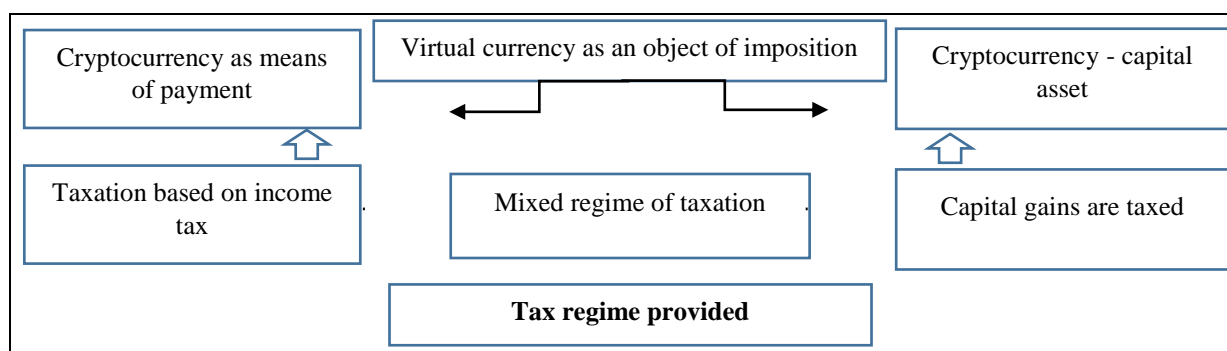 Cryptocurrency as means
of payment
Virtual currency as an object of imposition
Cryptocurrency - capital
asset
Taxation based on income
tax
Mixed regime of taxation
Capital gains are taxed
Tax regime provided